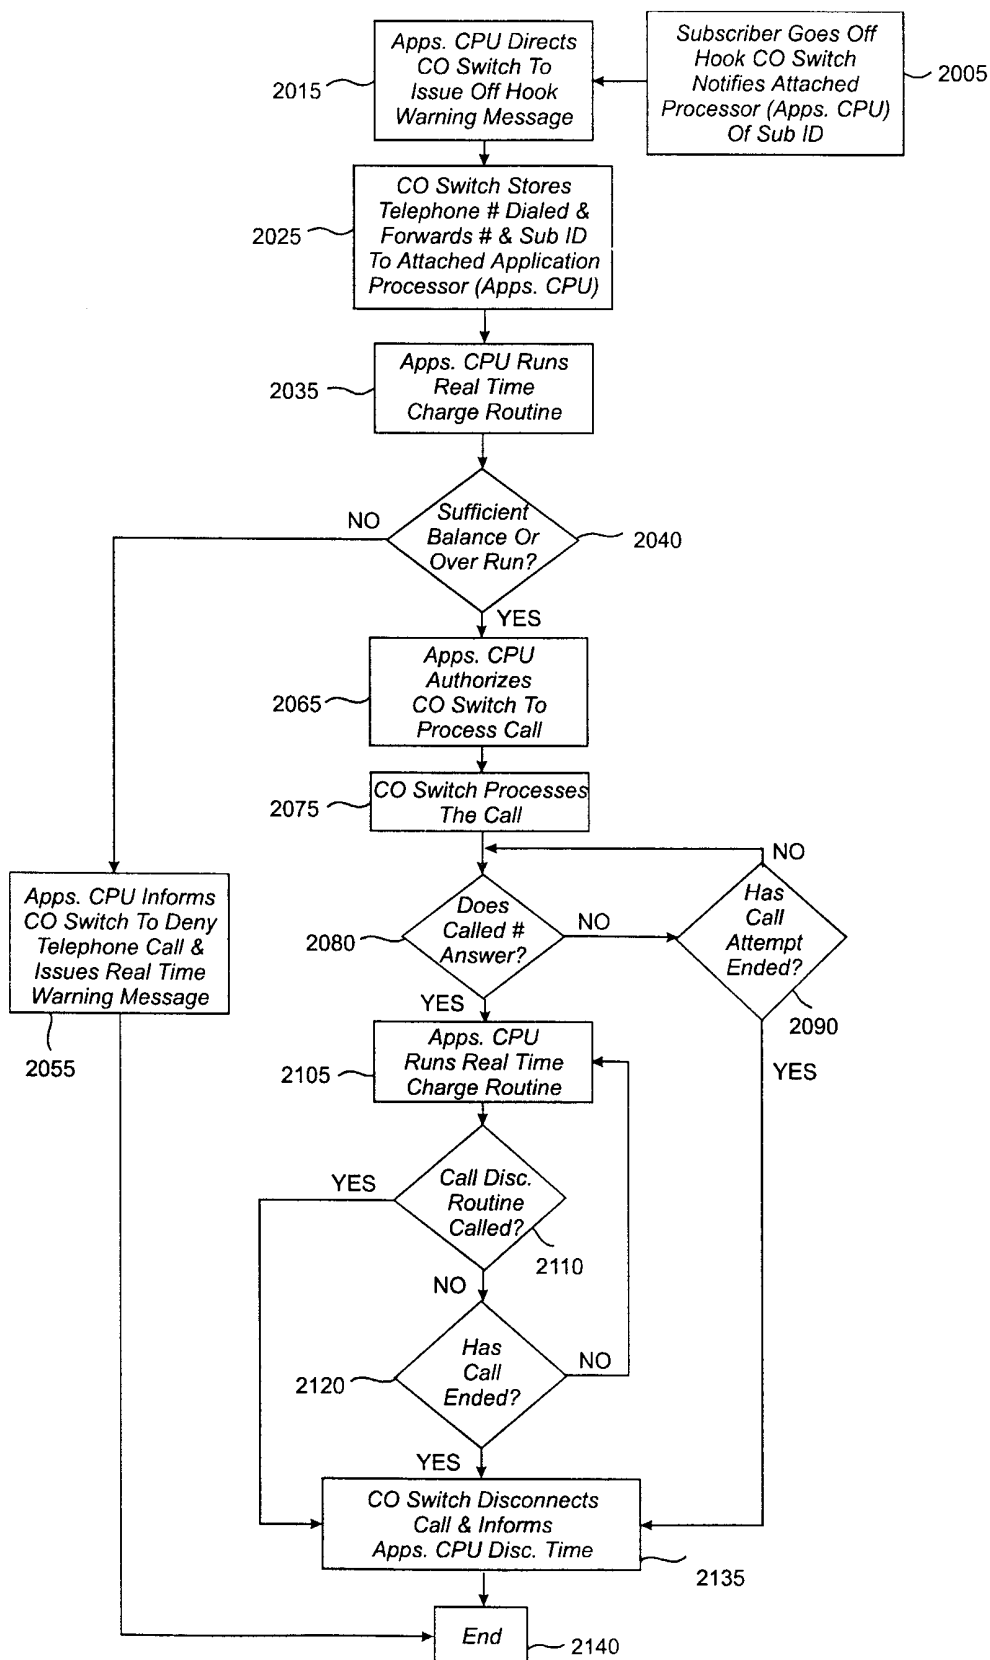 Apps. CPU Directs
CO Switch To
Issue Off Hook
Warning Message
2015
Subscriber Goes Off
Hook CO Switch
Notifies Attached
Processor (Apps. CPU)
Of Sub ID
2005
CO Switch Stores
Telephone # Dialed &
Forwards # & Sub ID
To Attached Application
Processor (Apps. CPU)
2025
Apps. CPU Runs
Real Time
Charge Routine
2035
Sufficient
Balance Or
Over Run?
2040
NO
YES
Apps. CPU
Authorizes
CO Switch To
Process Call
2065
CO Switch Processes
The Call
2075
Does
Called #
Answer?
2080
NO
YES
Has
Call
Attempt
Ended?
2090
NO
YES
Apps. CPU Informs
CO Switch To Deny
Telephone Call &
Issues Real Time
Warning Message
2055
Apps. CPU
Runs Real Time
Charge Routine
2105
Call Disc.
Routine
Called?
2110
YES
NO
Has
Call
Ended?
2120
NO
YES
CO Switch Disconnects
Call & Informs
Apps. CPU Disc. Time
2135
End
2140